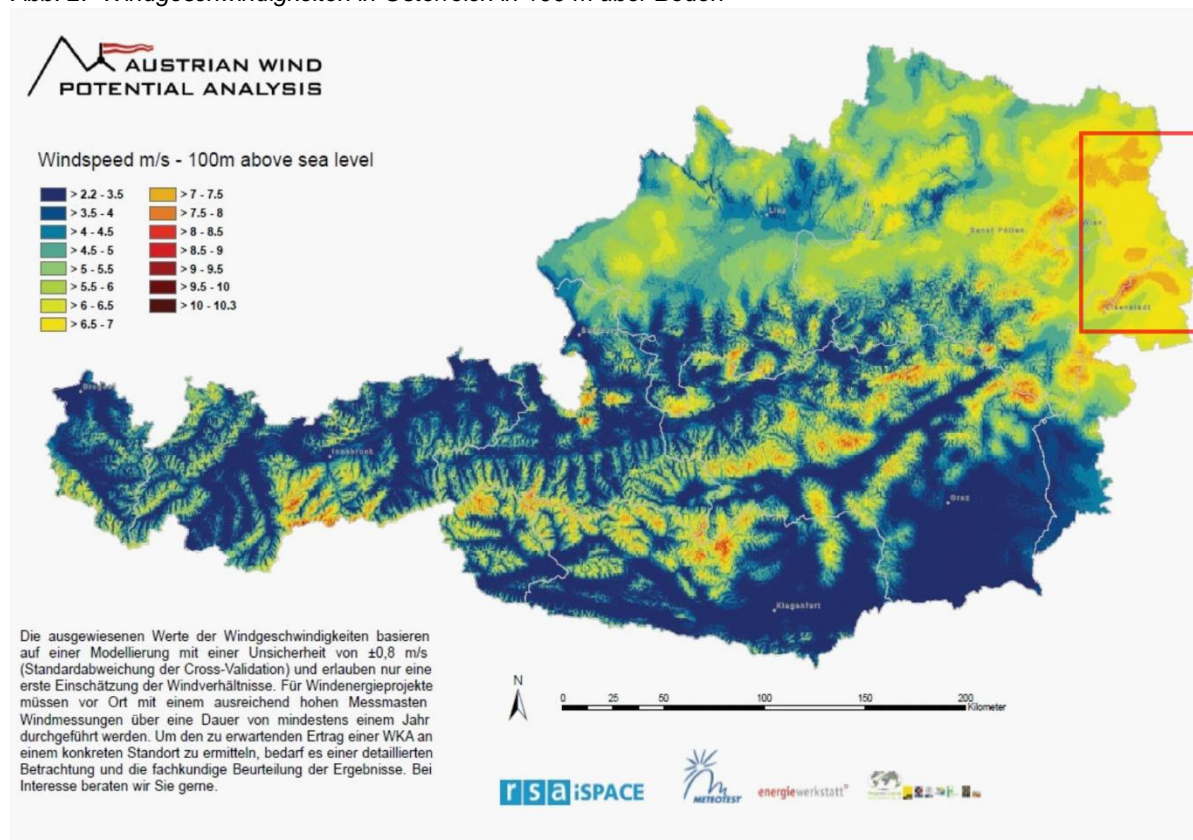 Abb. 2: Windgeschwindigkeiten in Österreich in 100 m über Boden
AUSTRIAN WIND
POTENTIAL ANALYSIS
Windspeed m/s - 100m above sea level
> 2.2 - 3.5
> 3.5 - 4
> 4 - 4.5
> 4.5 - 5
> 5 - 5.5
> 5.5 - 6
> 6 - 6.5
> 6.5 - 7
> 7 - 7.5
> 7.5 - 8
> 8 - 8.5
> 8.5 - 9
> 9 - 9.5
> 9.5 - 10
> 10 - 10.3
Linz
Sankt Pölten
Wien
Eisenstadt
Salzburg
Bregenz
Innsbruck
Graz
Klagenfurt
Die ausgewiesenen Werte der Windgeschwindigkeiten basieren
auf einer Modellierung mit einer Unsicherheit von ±0,8 m/s
(Standardabweichung der Cross-Validation) und erlauben nur eine
erste Einschätzung der Windverhältnisse. Für Windenergieprojekte
müssen vor Ort mit einem ausreichend hohen Messmasten
Windmessungen über eine Dauer von mindestens einem Jahr
durchgeführt werden. Um den zu erwartenden Ertrag einer WKA an
einem konkreten Standort zu ermitteln, bedarf es einer detaillierten
Betrachtung und die fachkundige Beurteilung der Ergebnisse. Bei
Interesse beraten wir Sie gerne.
N
0 25 50 100 150 200
Kilometer
rsa iSPACE
METEOTEST
energiewerkstatt